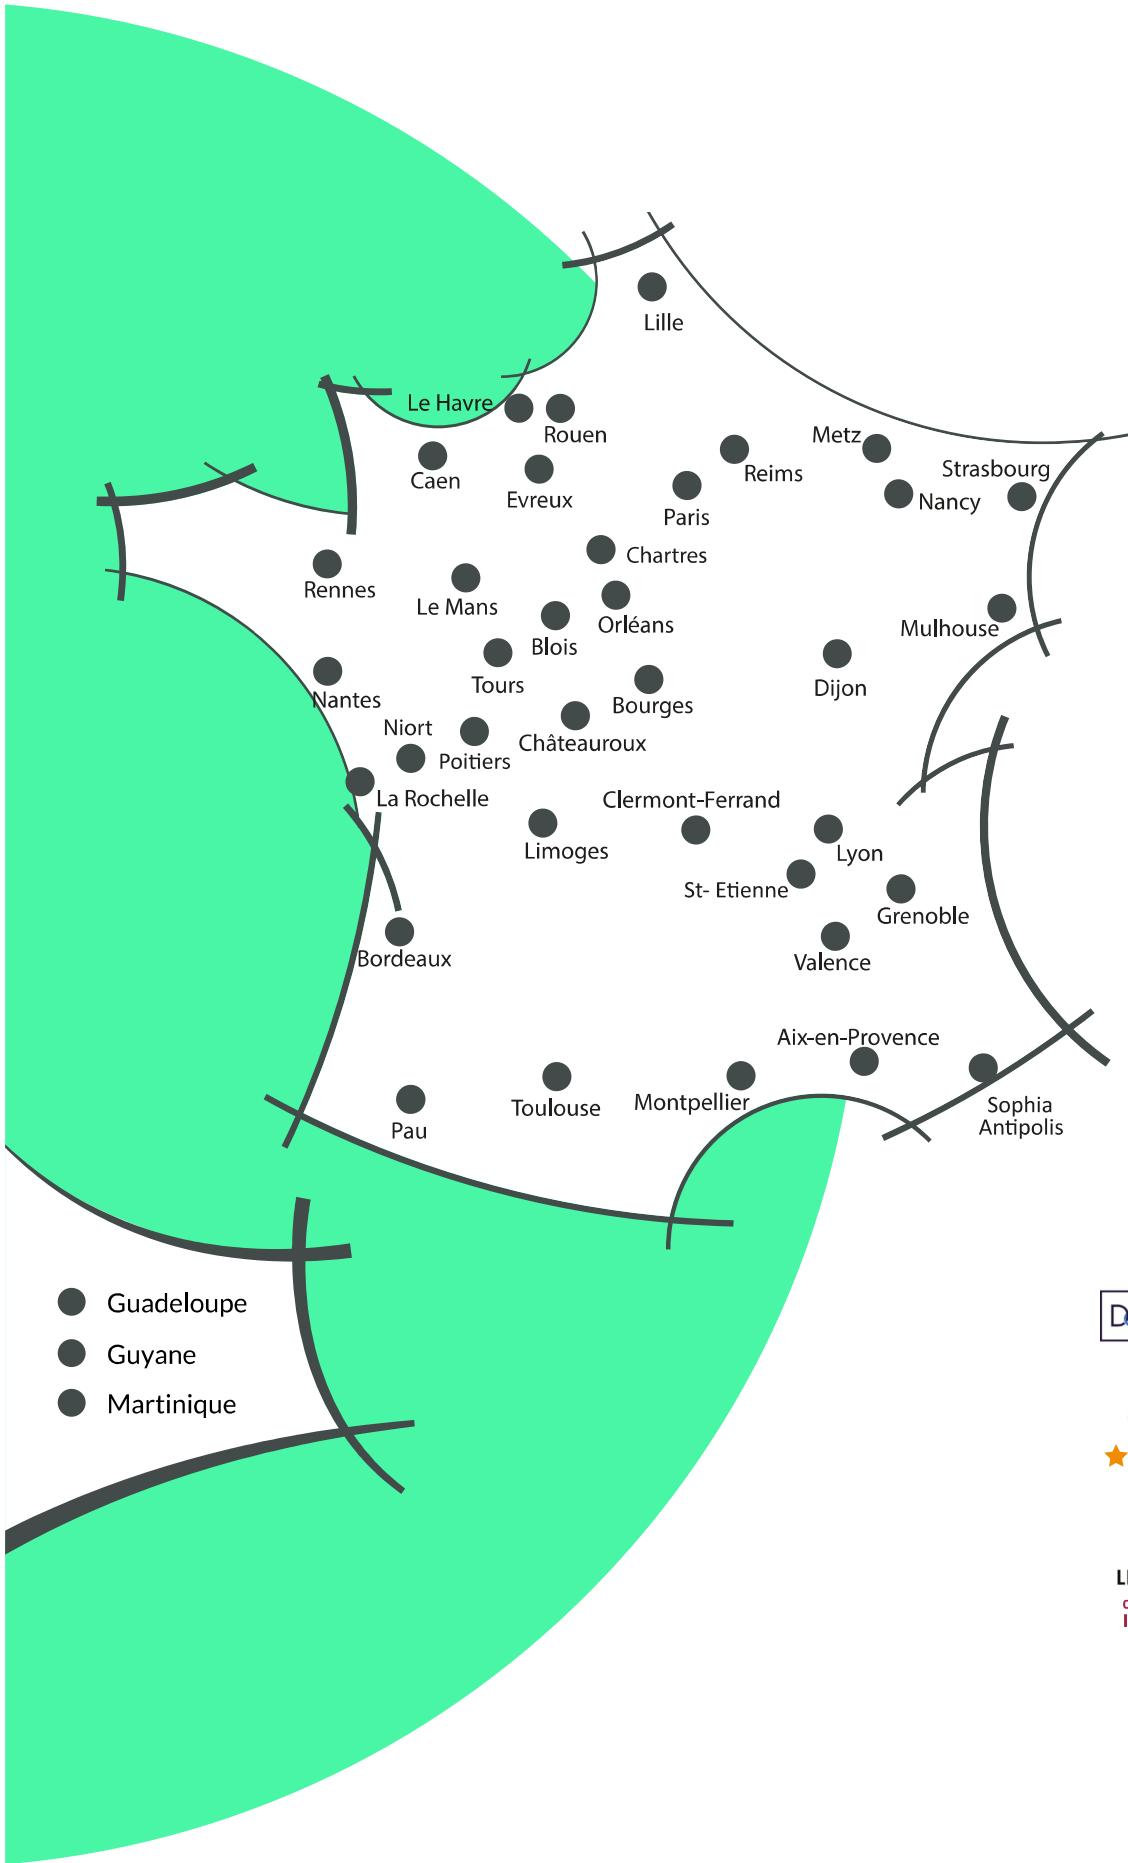 Lille
Le Havre
Rouen
Metz
Caen
Reims
Strasbourg
Evreux
Nancy
Paris
Chartres
Rennes
Le Mans
Orléans
Mulhouse
Blois
Tours
Dijon
Nantes
Bourges
Niort
Châteauroux
Poitiers
La Rochelle
Clermont-Ferrand
Limoges
Lyon
St- Etienne
Grenoble
Bordeaux
Valence
Aix-en-Provence
Toulouse
Montpellier
Sophia
Antipolis
Pau
Guadeloupe
Guyane
Martinique